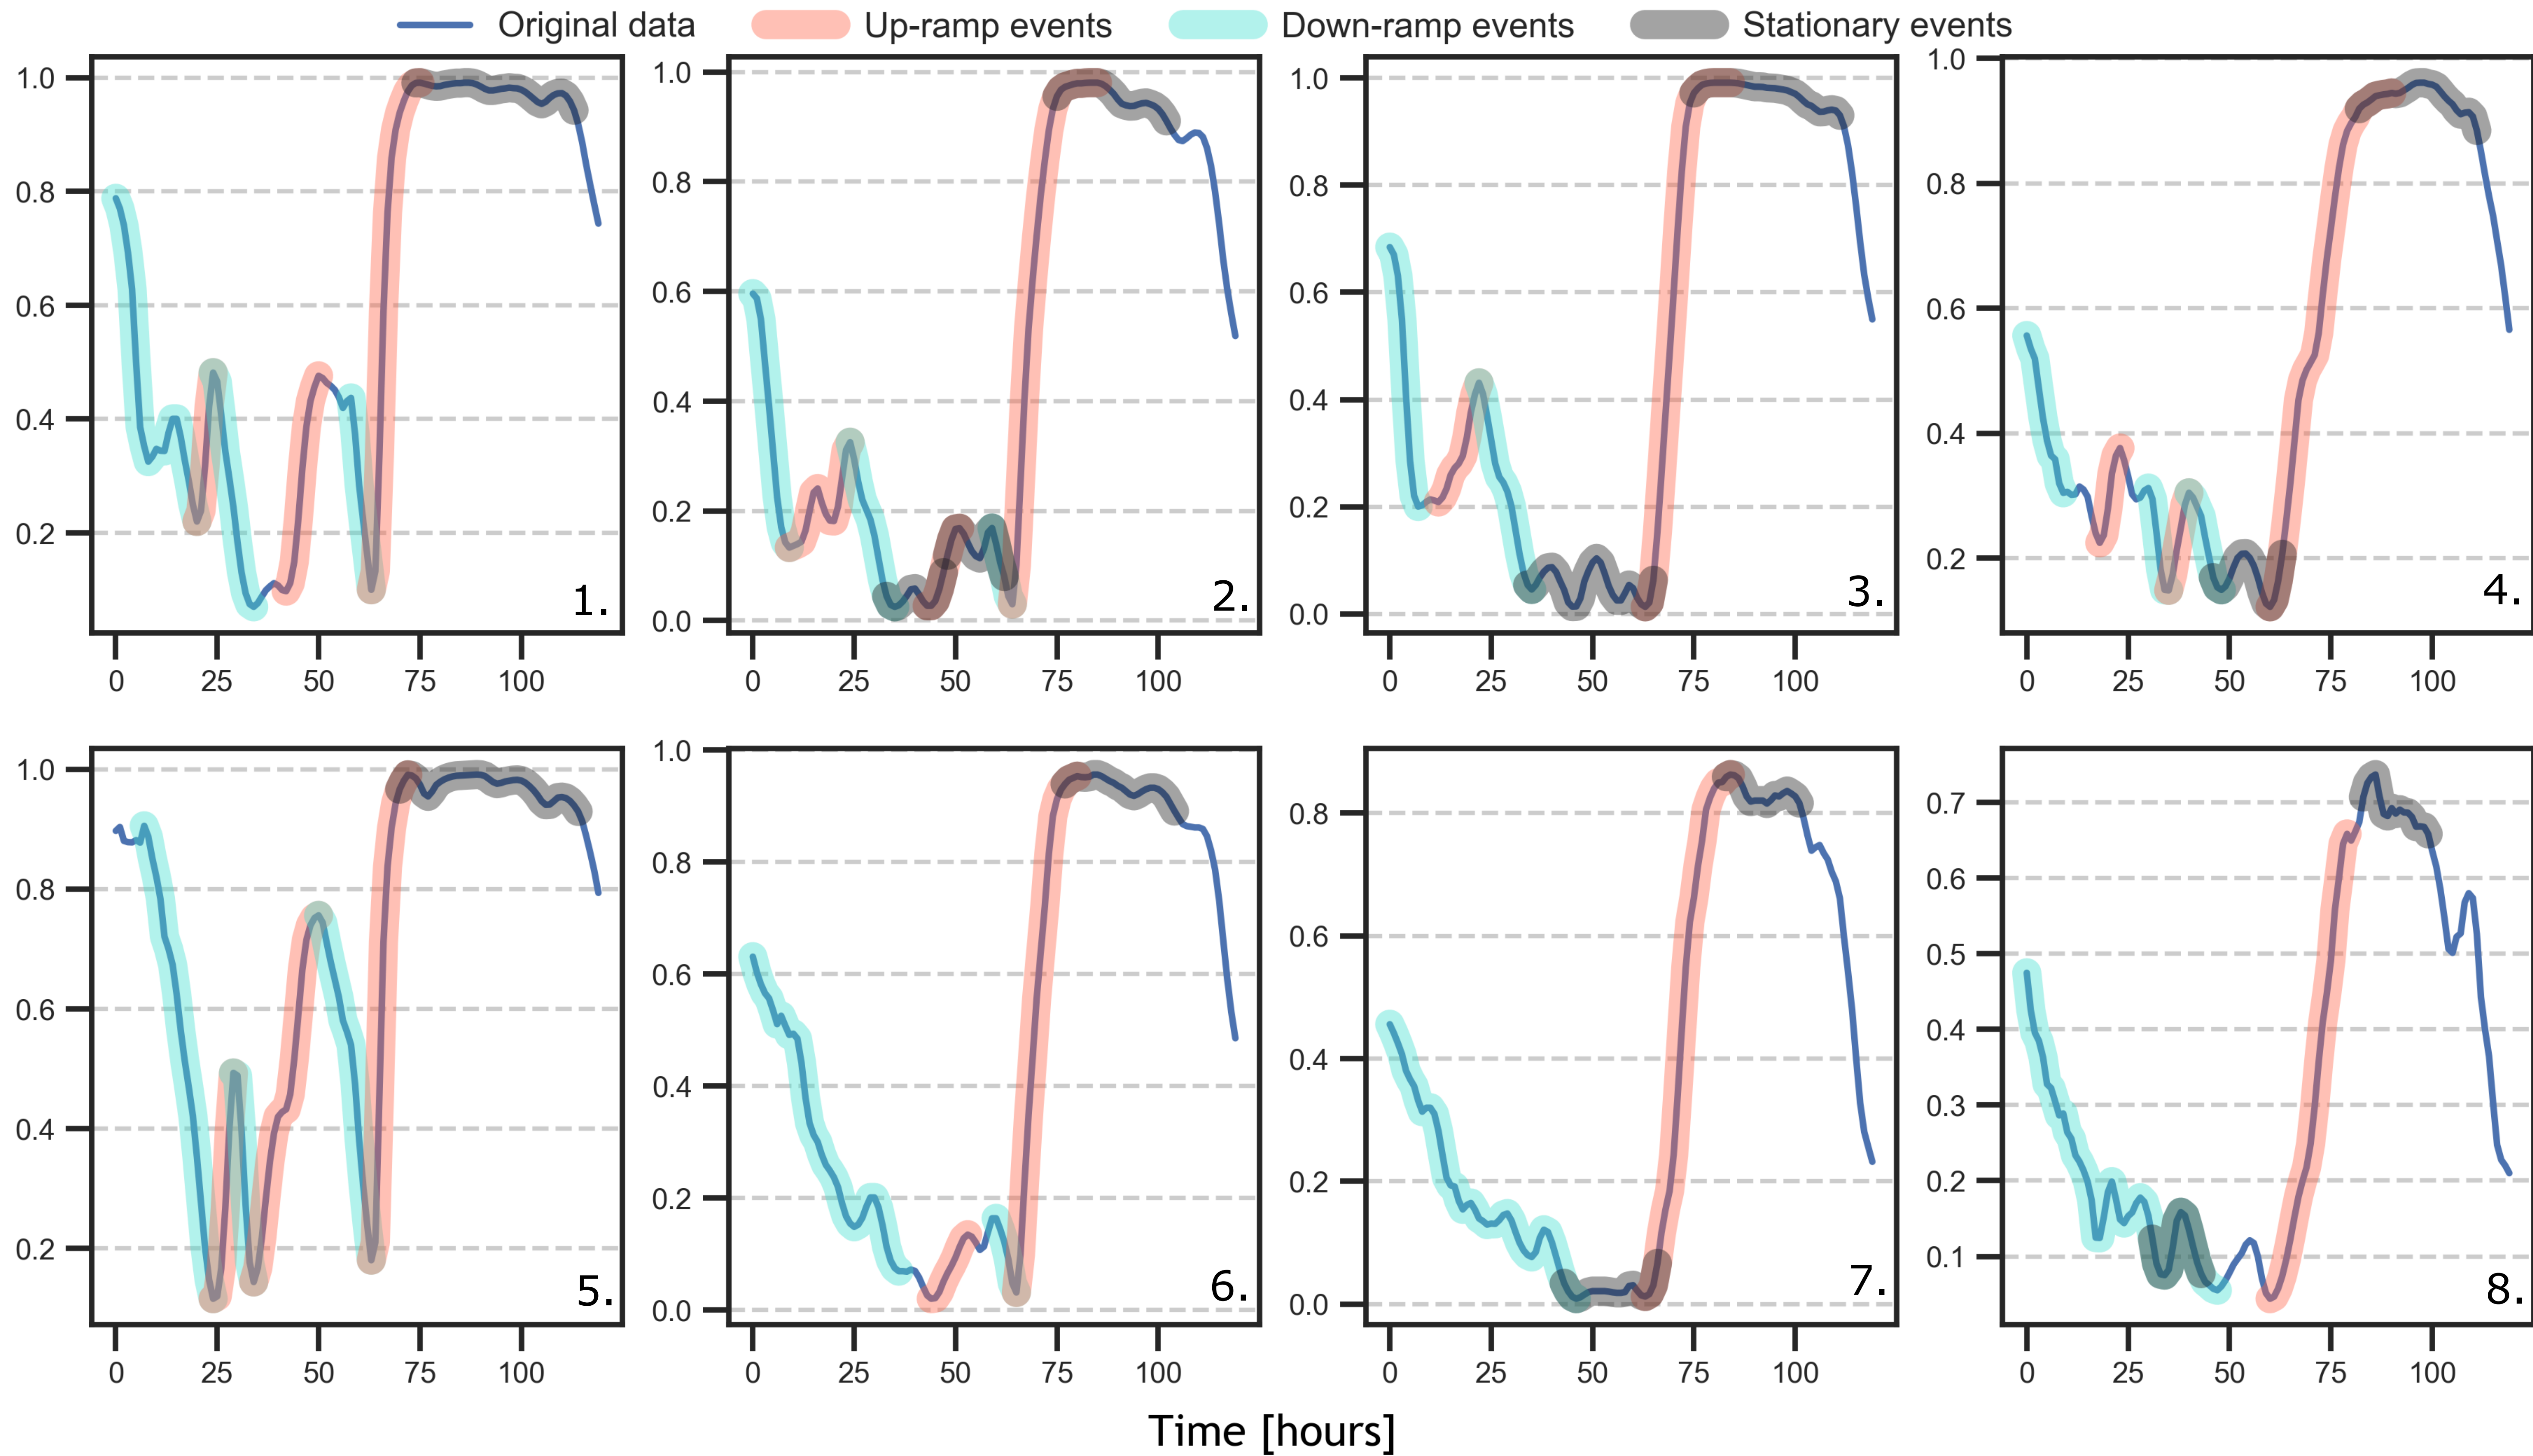 Original data Up-ramp events Down-ramp events Stationary events
1.0 0.8 0.6 0.4 0.2
0 25 50 75 100
1.
1.0 0.8 0.6 0.4 0.2 0.0
0 25 50 75 100
2.
1.0 0.8 0.6 0.4 0.2 0.0
0 25 50 75 100
3.
1.0 0.8 0.6 0.4 0.2
0 25 50 75 100
4.
1.0 0.8 0.6 0.4 0.2
0 25 50 75 100
5.
1.0 0.8 0.6 0.4 0.2 0.0
0 25 50 75 100
6.
0.8 0.6 0.4 0.2 0.0
0 25 50 75 100
7.
0.7 0.6 0.5 0.4 0.3 0.2 0.1
0 25 50 75 100
8.
Time [hours]